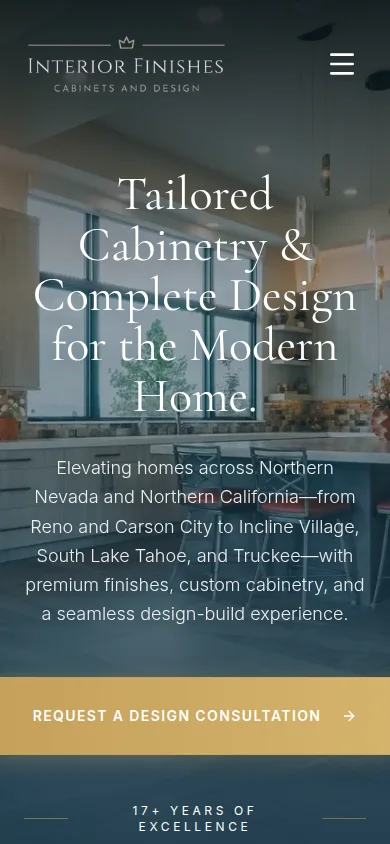 INTERIOR FINISHES
CABINETS AND DESIGN
Tailored
Cabinetry &
Complete Design
for the Modern
Home.
Elevating homes across Northern
Nevada and Northern California—from
Reno and Carson City to Incline Village,
South Lake Tahoe, and Truckee—with
premium finishes, custom cabinetry, and
a seamless design-build experience.
REQUEST A DESIGN CONSULTATION →
17+ YEARS OF
EXCELLENCE